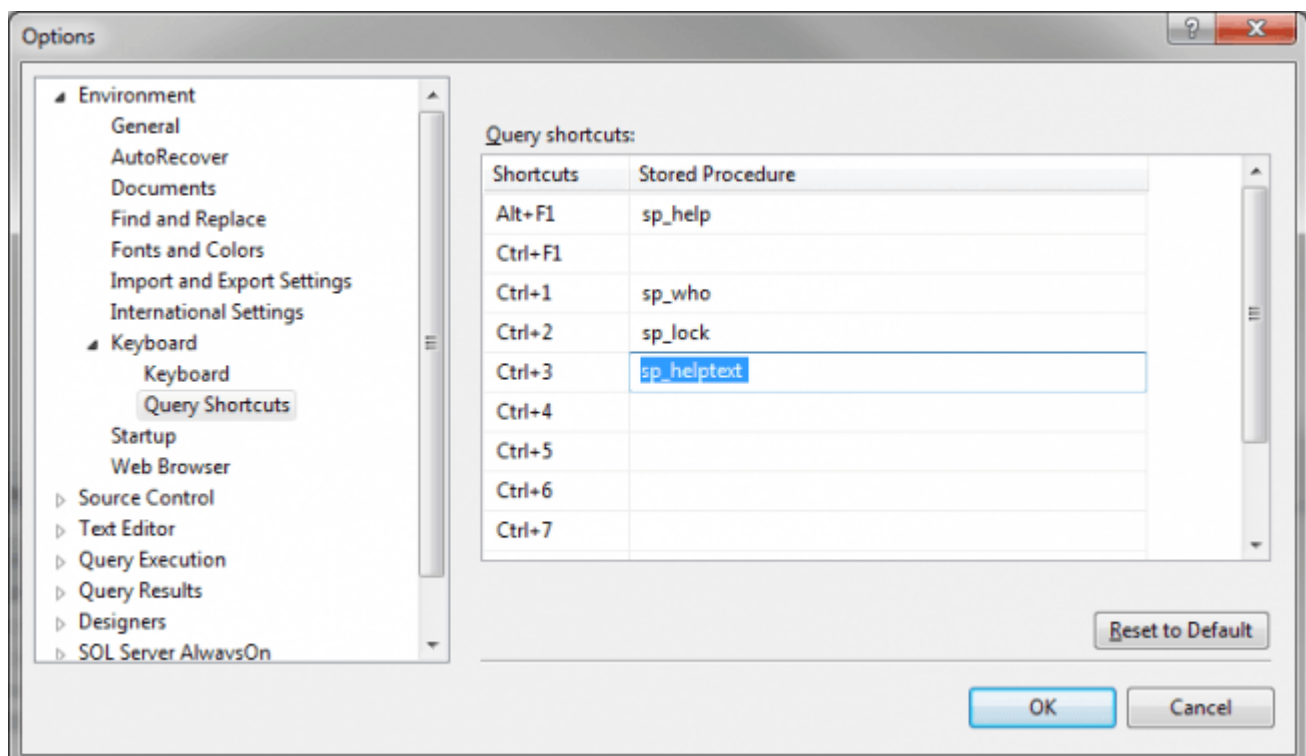 Options
Environment
General
AutoRecover
Documents
Find and Replace
Fonts and Colors
Import and Export Settings
International Settings
Keyboard
Keyboard
Query Shortcuts
Startup
Web Browser
Source Control
Text Editor
Query Execution
Query Results
Designers
SQL Server AlwaysOn
Query shortcuts:
Shortcuts Stored Procedure
Alt+F1 sp_help
Ctrl+F1
Ctrl+1 sp_who
Ctrl+2 sp_lock
Ctrl+3 sp_helptext
Ctrl+4
Ctrl+5
Ctrl+6
Ctrl+7
Reset to Default
OK Cancel